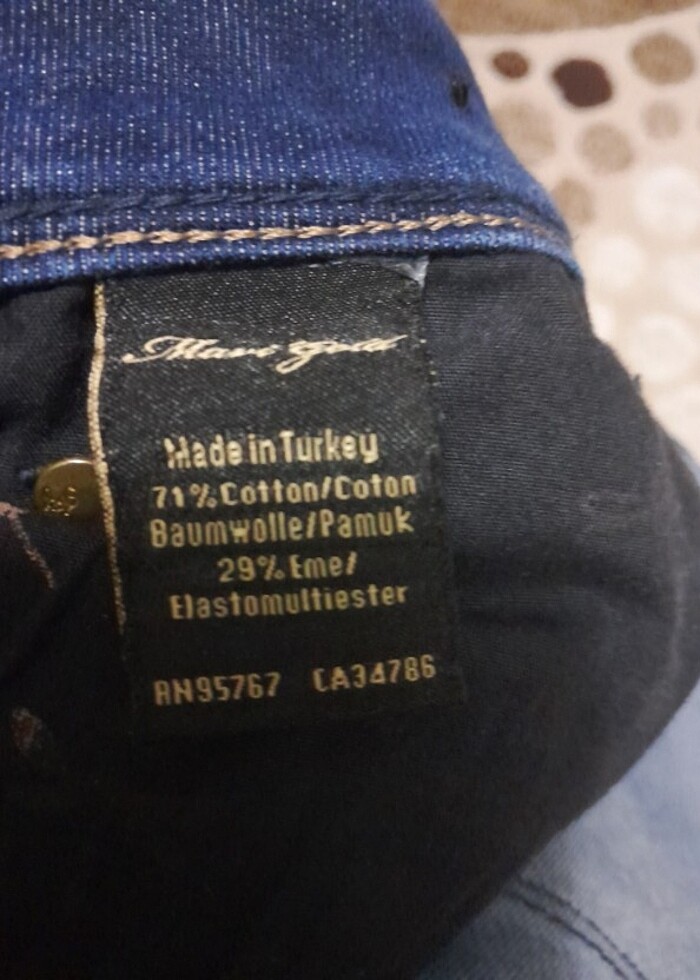 Mavi Gold
Made in Turkey
71% Cotton/Coton
Baumwolle/Pamuk
29% Eme/
Elastomultiester
RN95767 CA34786